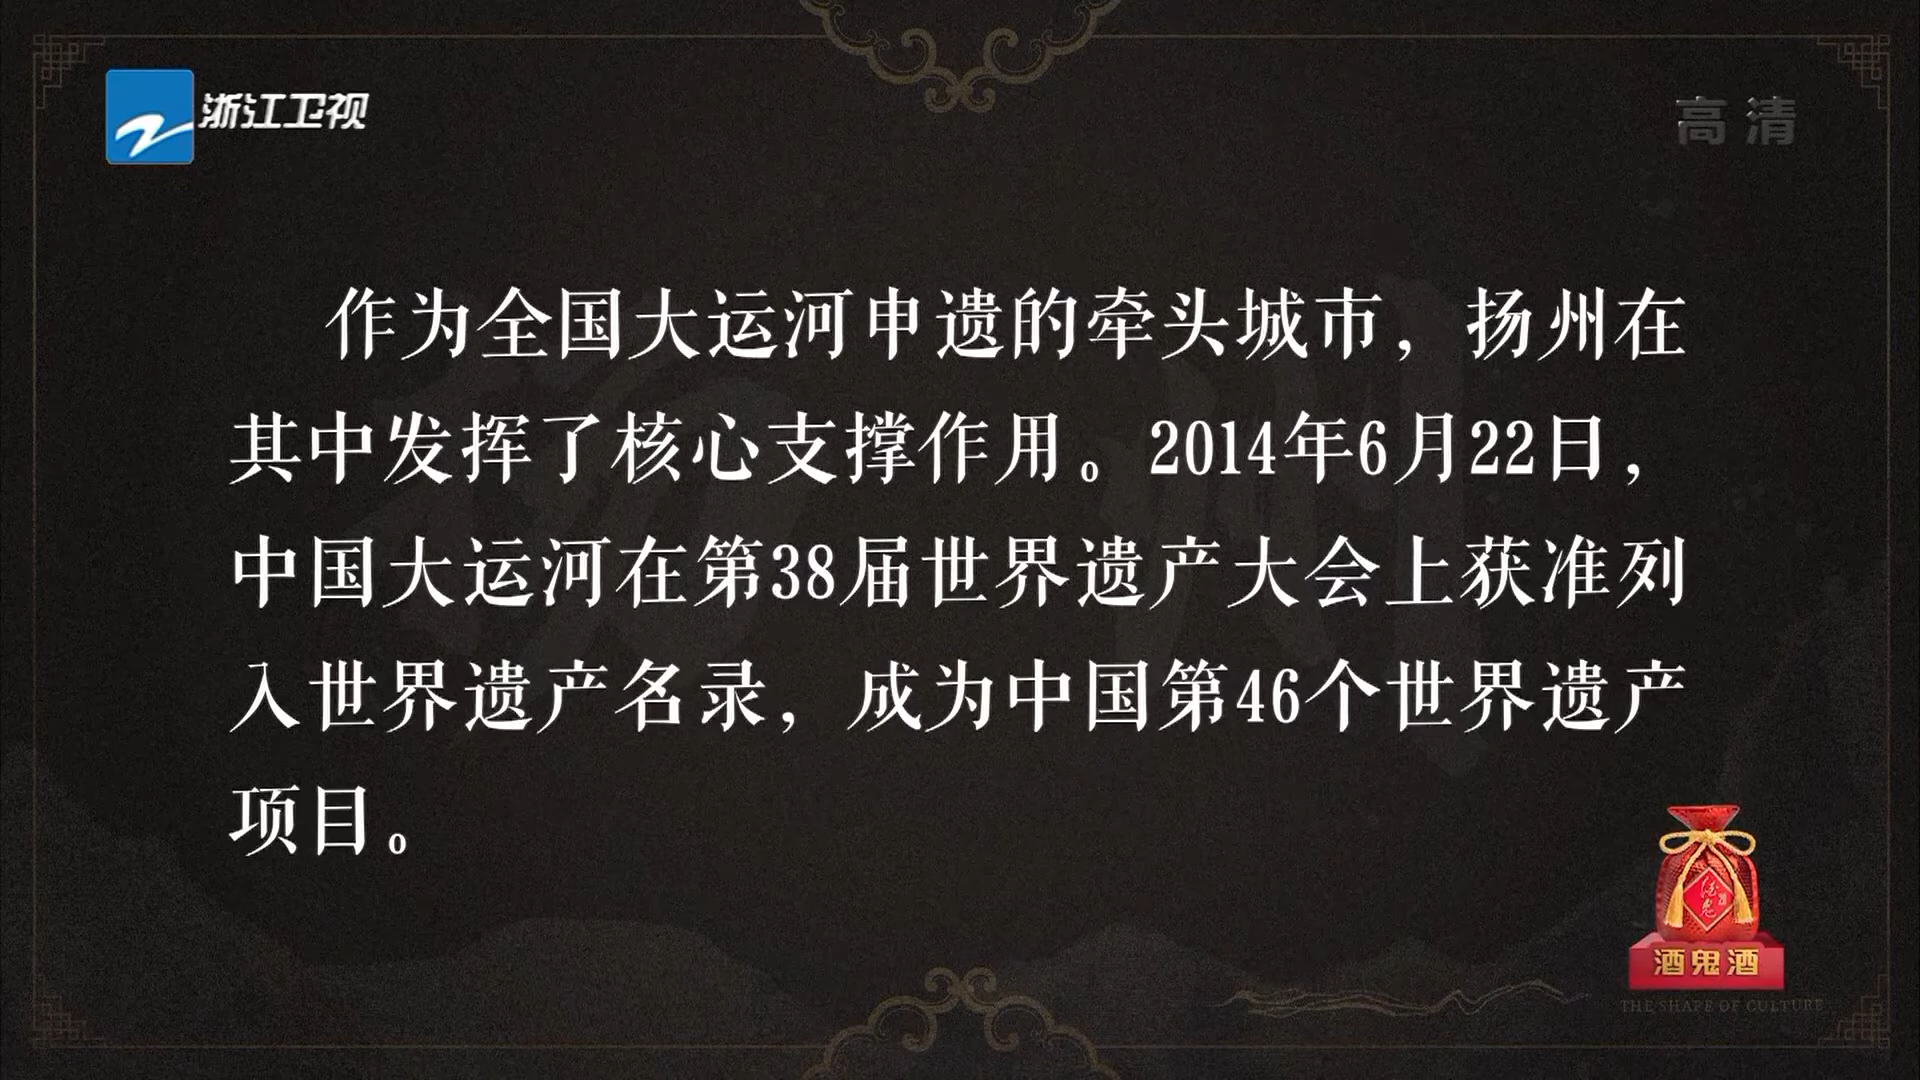 浙江卫视
高清
作为全国大运河申遗的牵头城市，扬州在
其中发挥了核心支撑作用。2014年6月22日，
中国大运河在第38届世界遗产大会上获准列
入世界遗产名录，成为中国第46个世界遗产
项目。
酒鬼
酒鬼酒
THE SHAPE OF CULTURE